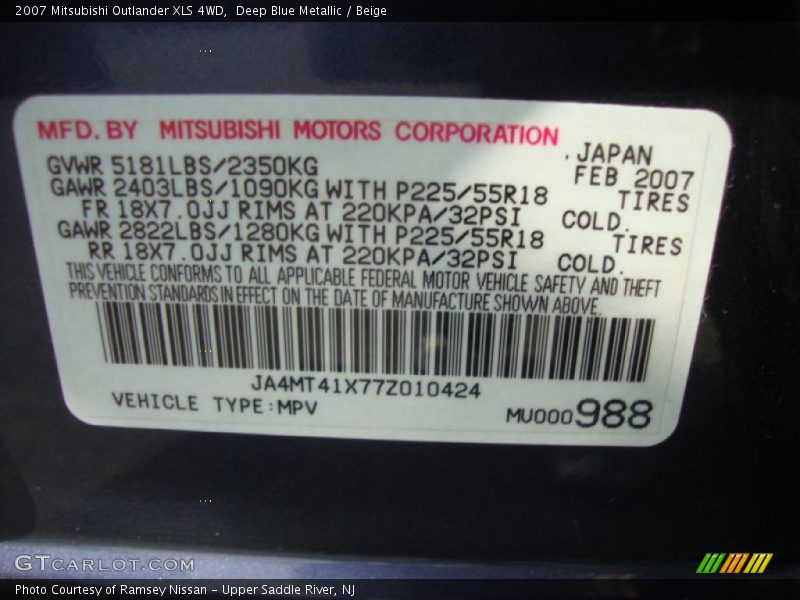 2007 Mitsubishi Outlander XLS 4WD, Deep Blue Metallic / Beige
MFD. BY MITSUBISHI MOTORS CORPORATION
.JAPAN
GVWR 5181LBS/2350KG
FEB 2007
GAWR 2403LBS/1090KG WITH P225/55R18 TIRES
FR 18X7.0JJ RIMS AT 220KPA/32PSI COLD.
GAWR 2822LBS/1280KG WITH P225/55R18 TIRES
RR 18X7.0JJ RIMS AT 220KPA/32PSI COLD.
THIS VEHICLE CONFORMS TO ALL APPLICABLE FEDERAL MOTOR VEHICLE SAFETY AND THEFT
PREVENTION STANDARDS IN EFFECT ON THE DATE OF MANUFACTURE SHOWN ABOVE.
JA4MT41X77Z010424
VEHICLE TYPE:MPV
MU000988
GTCARLOT.COM
Photo Courtesy of Ramsey Nissan - Upper Saddle River, NJ